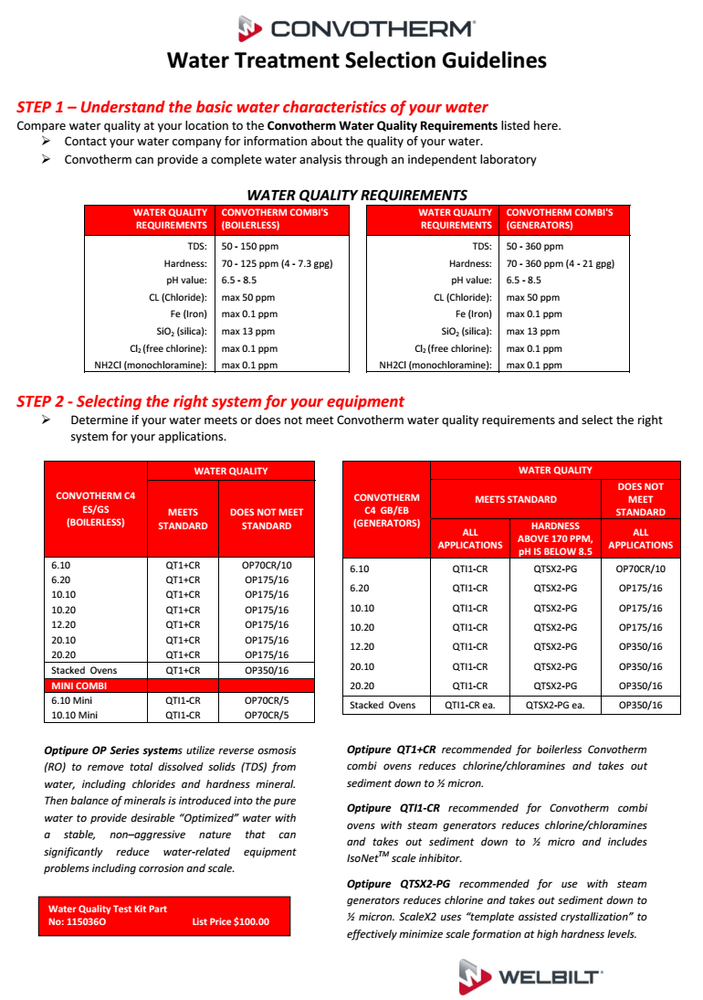 CONVOTHERM®
Water Treatment Selection Guidelines
STEP 1 – Understand the basic water characteristics of your water
Compare water quality at your location to the Convotherm Water Quality Requirements listed here.
➢ Contact your water company for information about the quality of your water.
➢ Convotherm can provide a complete water analysis through an independent laboratory
WATER QUALITY REQUIREMENTS
WATER QUALITY REQUIREMENTS CONVOTHERM COMBI'S (BOILERLESS)
TDS: 50 - 150 ppm
Hardness: 70 - 125 ppm (4 - 7.3 gpg)
pH value: 6.5 - 8.5
CL (Chloride): max 50 ppm
Fe (Iron) max 0.1 ppm
SiO₂ (silica): max 13 ppm
Cl₂ (free chlorine): max 0.1 ppm
NH2Cl (monochloramine): max 0.1 ppm
WATER QUALITY REQUIREMENTS CONVOTHERM COMBI'S (GENERATORS)
TDS: 50 - 360 ppm
Hardness: 70 - 360 ppm (4 - 21 gpg)
pH value: 6.5 - 8.5
CL (Chloride): max 50 ppm
Fe (Iron) max 0.1 ppm
SiO₂ (silica): max 13 ppm
Cl₂ (free chlorine): max 0.1 ppm
NH2Cl (monochloramine): max 0.1 ppm
STEP 2 - Selecting the right system for your equipment
➢ Determine if your water meets or does not meet Convotherm water quality requirements and select the right
system for your applications.
CONVOTHERM C4
ES/GS
(BOILERLESS)
WATER QUALITY
MEETS STANDARD DOES NOT MEET STANDARD
6.10 QT1+CR OP70CR/10
6.20 QT1+CR OP175/16
10.10 QT1+CR OP175/16
10.20 QT1+CR OP175/16
12.20 QT1+CR OP175/16
20.10 QT1+CR OP175/16
20.20 QT1+CR OP175/16
Stacked Ovens QT1+CR OP350/16
MINI COMBI
6.10 Mini QTI1-CR OP70CR/5
10.10 Mini QTI1-CR OP70CR/5
CONVOTHERM
C4 GB/EB
(GENERATORS)
WATER QUALITY
MEETS STANDARD DOES NOT MEET STANDARD
ALL APPLICATIONS HARDNESS ABOVE 170 PPM, pH IS BELOW 8.5 ALL APPLICATIONS
6.10 QTI1-CR QTSX2-PG OP70CR/10
6.20 QTI1-CR QTSX2-PG OP175/16
10.10 QTI1-CR QTSX2-PG OP175/16
10.20 QTI1-CR QTSX2-PG OP175/16
12.20 QTI1-CR QTSX2-PG OP350/16
20.10 QTI1-CR QTSX2-PG OP350/16
20.20 QTI1-CR QTSX2-PG OP350/16
Stacked Ovens QTI1-CR ea. QTSX2-PG ea. OP350/16
Optipure OP Series systems utilize reverse osmosis
(RO) to remove total dissolved solids (TDS) from
water, including chlorides and hardness mineral.
Then balance of minerals is introduced into the pure
water to provide desirable “Optimized” water with
a stable, non–aggressive nature that can
significantly reduce water-related equipment
problems including corrosion and scale.
Water Quality Test Kit Part
No: 115036O List Price $100.00
Optipure QT1+CR recommended for boilerless Convotherm
combi ovens reduces chlorine/chloramines and takes out
sediment down to ½ micron.
Optipure QTI1-CR recommended for Convotherm combi
ovens with steam generators reduces chlorine/chloramines
and takes out sediment down to ½ micro and includes
IsoNet™ scale inhibitor.
Optipure QTSX2-PG recommended for use with steam
generators reduces chlorine and takes out sediment down to
½ micron. ScaleX2 uses “template assisted crystallization” to
effectively minimize scale formation at high hardness levels.
WELBILT®